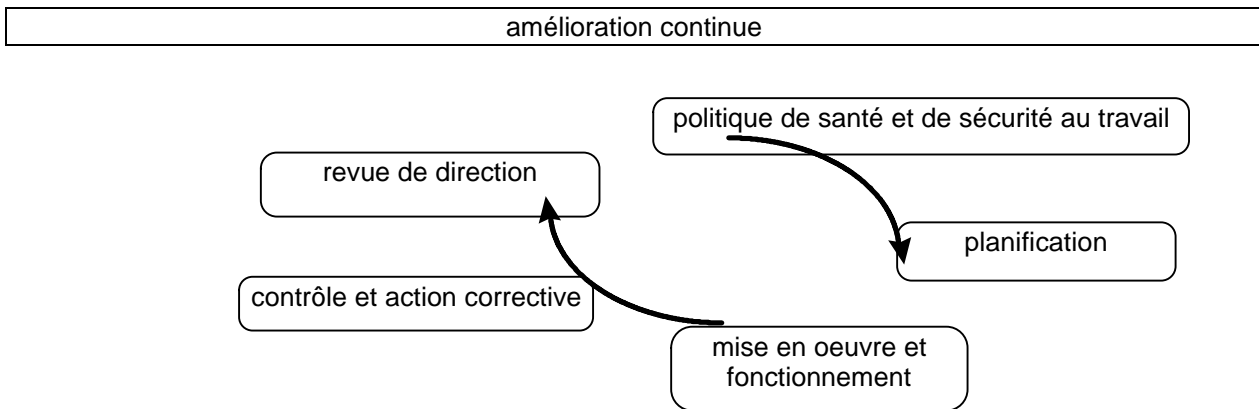 amélioration continue
politique de santé et de sécurité au travail
revue de direction
planification
contrôle et action corrective
mise en oeuvre et
fonctionnement